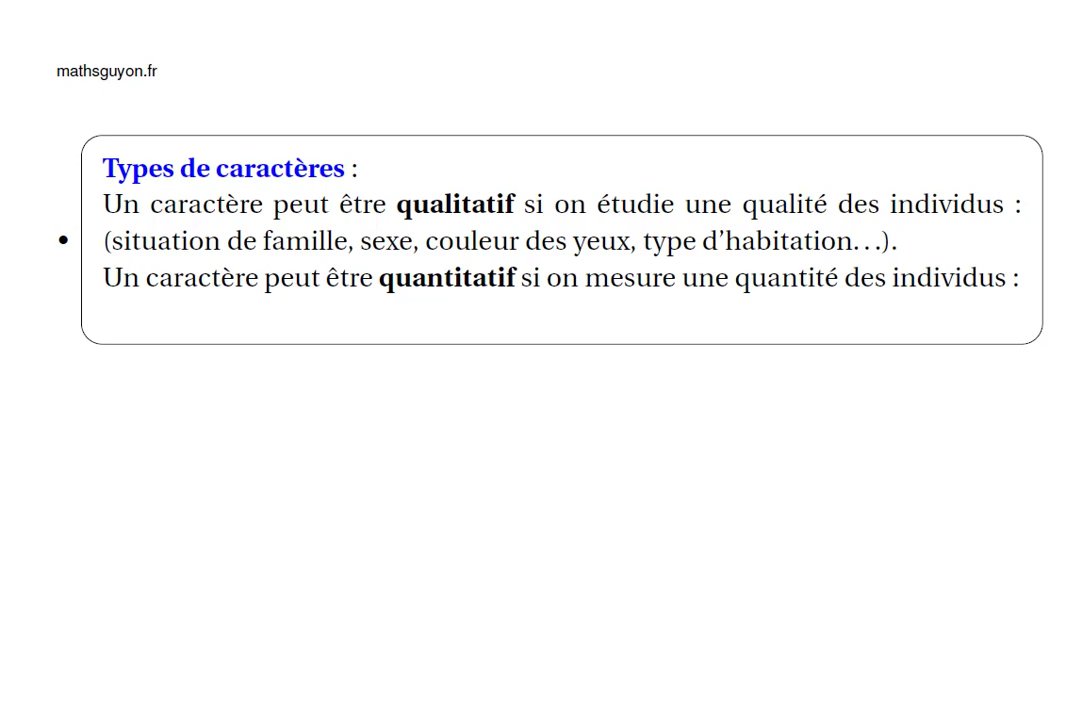 mathsguyon.fr
Types de caractères :
Un caractère peut être qualitatif si on étudie une qualité des individus :
• (situation de famille, sexe, couleur des yeux, type d'habitation...).
Un caractère peut être quantitatif si on mesure une quantité des individus :